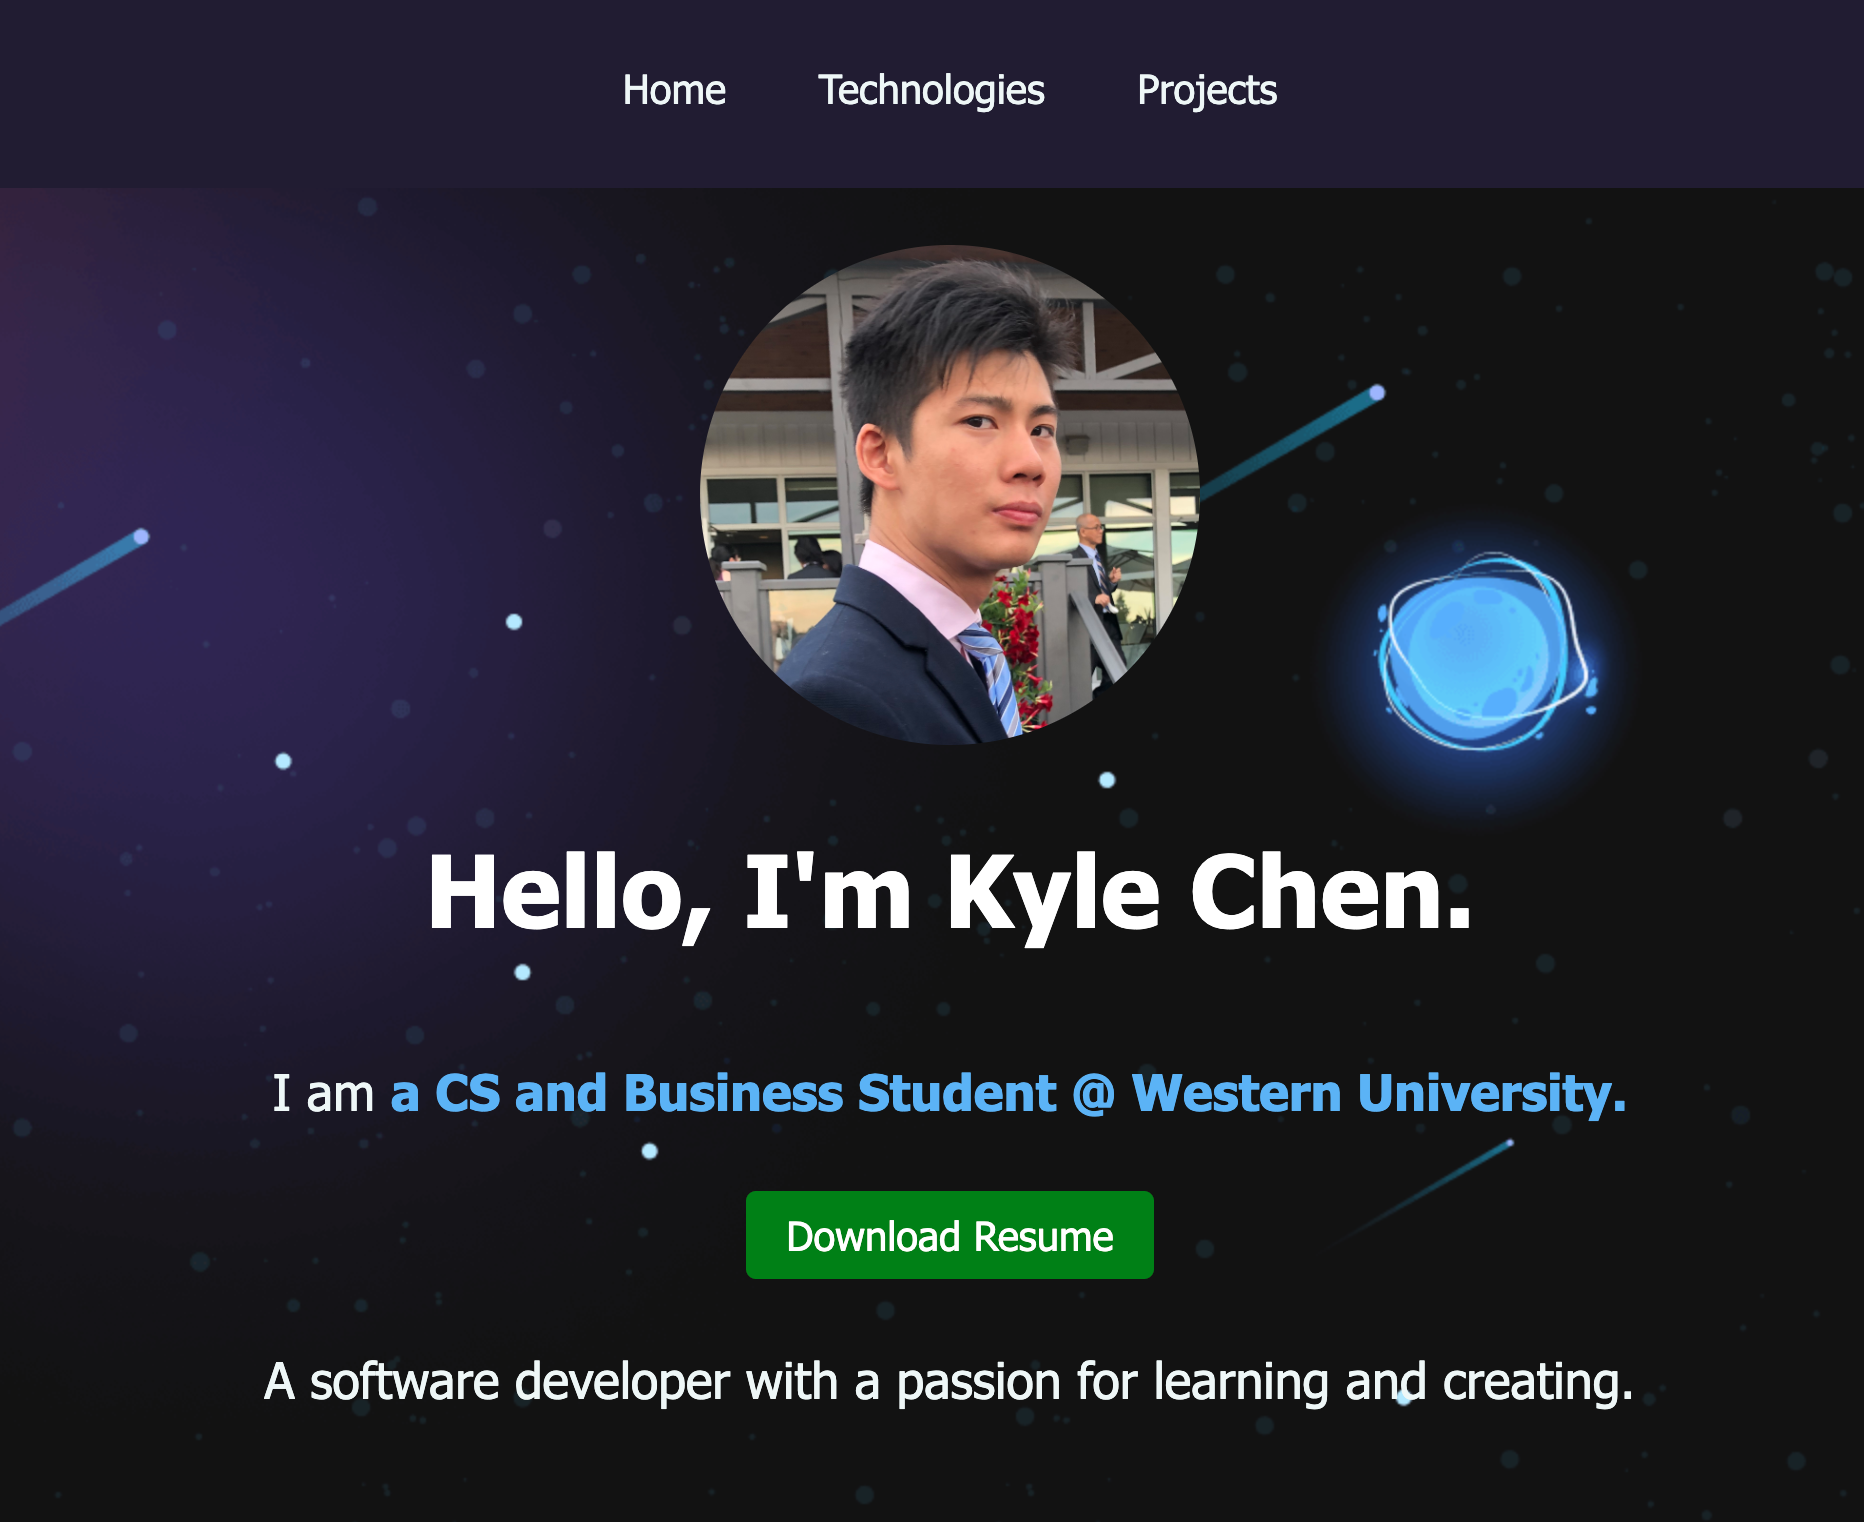 Home Technologies Projects
Hello, I'm Kyle Chen.
I am a CS and Business Student @ Western University.
Download Resume
A software developer with a passion for learning and creating.